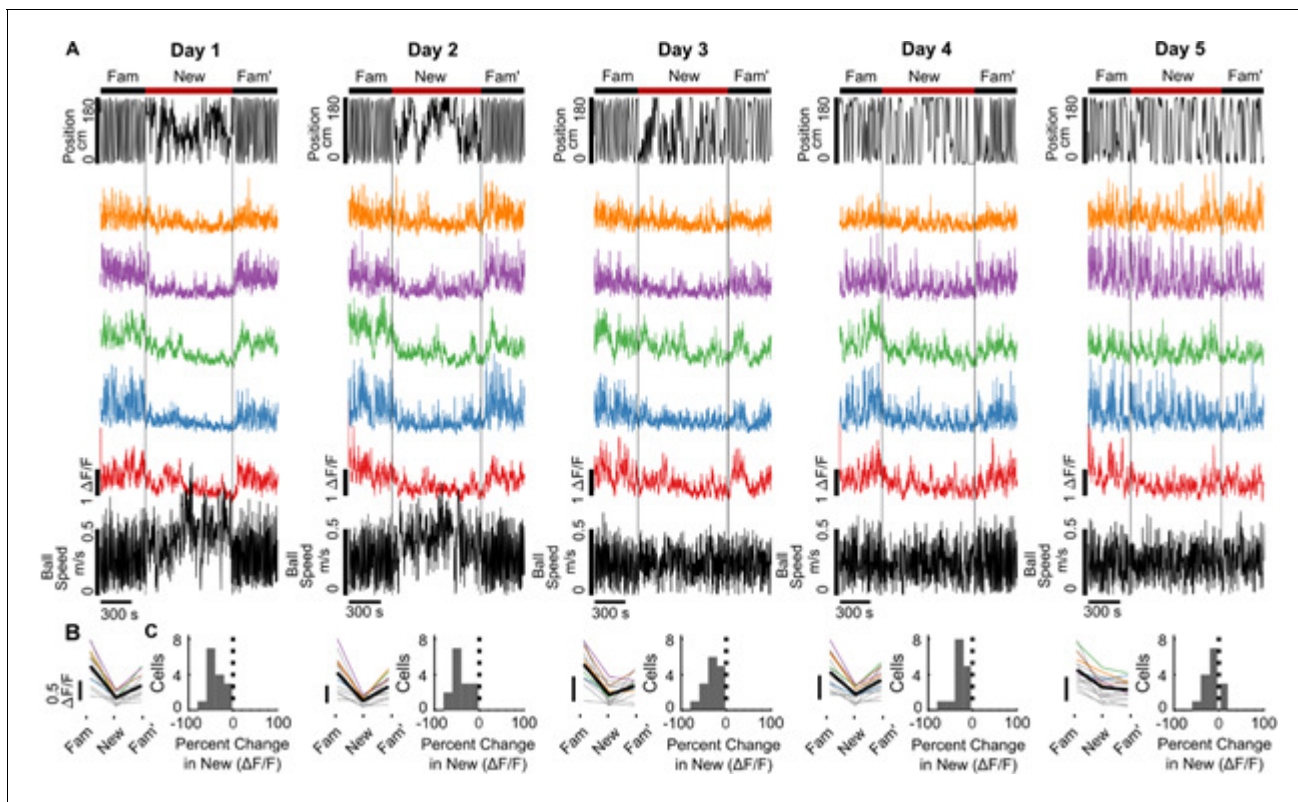 A
Day 1
Day 2
Day 3
Day 4
Day 5
Fam New Fam'
Fam New Fam'
Fam New Fam'
Fam New Fam'
Fam New Fam'
Position cm 0 180
Position cm 0 180
Position cm 0 180
Position cm 0 180
Position cm 0 180
1 ΔF/F
1 ΔF/F
1 ΔF/F
1 ΔF/F
1 ΔF/F
Ball Speed m/s 0 0.5
Ball Speed m/s 0 0.5
Ball Speed m/s 0 0.5
Ball Speed m/s 0 0.5
Ball Speed m/s 0 0.5
300 s
300 s
300 s
300 s
300 s
B
C
0.5 ΔF/F
Fam New Fam'
Fam New Fam'
Fam New Fam'
Fam New Fam'
Fam New Fam'
Cells 0 4 8
Cells 0 4 8
Cells 0 4 8
Cells 0 4 8
Cells 0 4 8
-100 0 100
-100 0 100
-100 0 100
-100 0 100
-100 0 100
Percent Change
in New (ΔF/F)
Percent Change
in New (ΔF/F)
Percent Change
in New (ΔF/F)
Percent Change
in New (ΔF/F)
Percent Change
in New (ΔF/F)